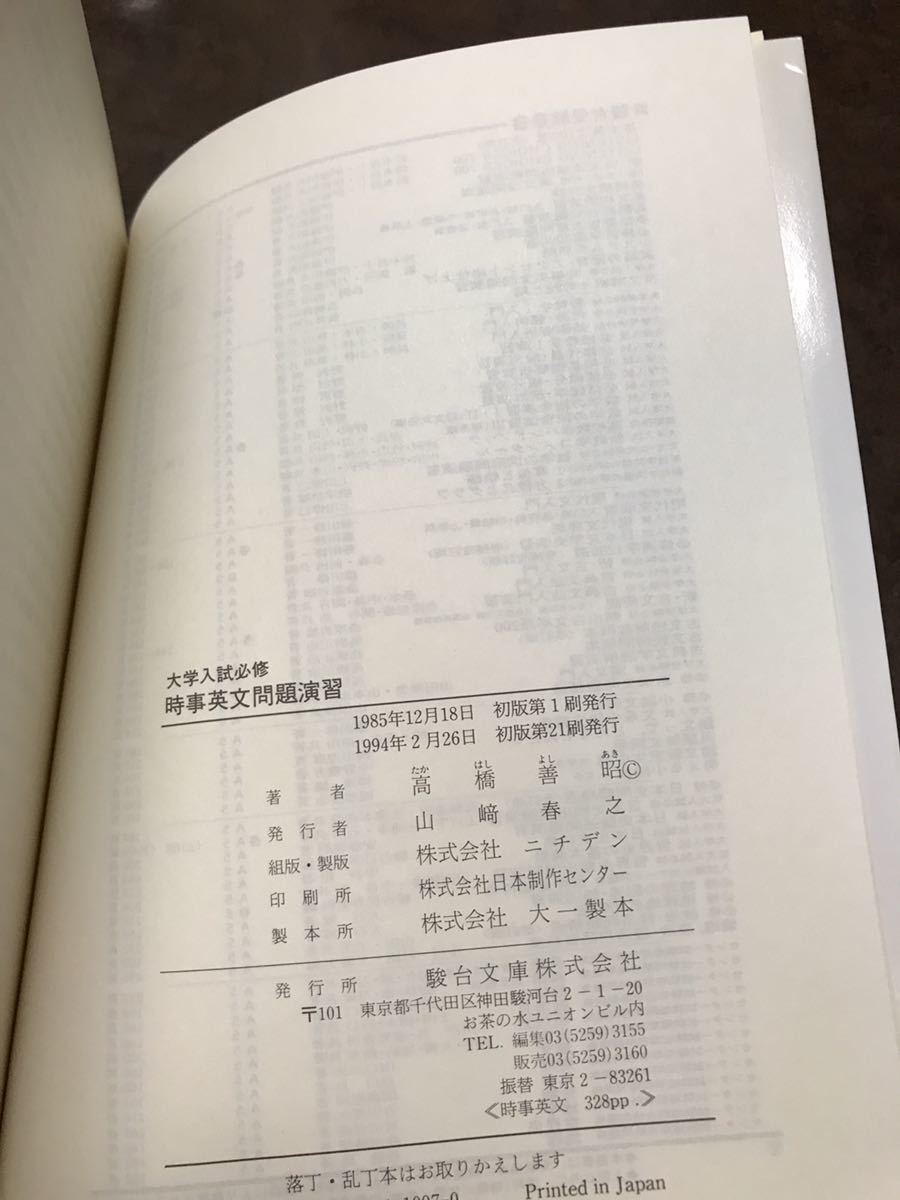 大学入試必修
時事英文問題演習
1985年12月18日 初版第1刷発行
1994年2月26日 初版第21刷発行
著者 高橋善昭© たか はし よし あき
発行者 山﨑春之
組版・製版 株式会社 ニチデン
印刷所 株式会社日本制作センター
製本所 株式会社 大一製本
発行所 駿台文庫株式会社
〒101 東京都千代田区神田駿河台2-1-20
お茶の水ユニオンビル内
TEL. 編集03(5259)3155
販売03(5259)3160
振替 東京2-83261
≪時事英文 328pp.≫
落丁・乱丁本はお取りかえします
Printed in Japan